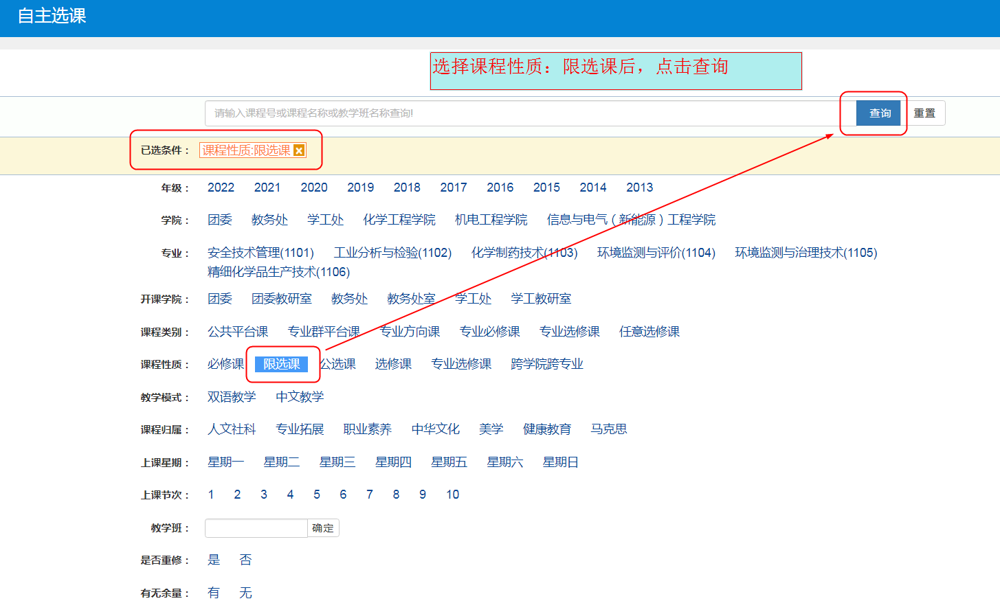 自主选课
选择课程性质：限选课后，点击查询
请输入课程号或课程名称或教学班名称查询! 查询 重置
已选条件： 课程性质:限选课
年级： 2022 2021 2020 2019 2018 2017 2016 2015 2014 2013
学院： 团委 教务处 学工处 化学工程学院 机电工程学院 信息与电气（新能源）工程学院
专业： 安全技术管理(1101) 工业分析与检验(1102) 化学制药技术(1103) 环境监测与评价(1104) 环境监测与治理技术(1105)
精细化学品生产技术(1106)
开课学院： 团委 团委教研室 教务处 教务处室 学工处 学工教研室
课程类别： 公共平台课 专业群平台课 专业方向课 专业必修课 专业选修课 任意选修课
课程性质： 必修课 限选课 公选课 选修课 专业选修课 跨学院跨专业
教学模式： 双语教学 中文教学
课程归属： 人文社科 专业拓展 职业素养 中华文化 美学 健康教育 马克思
上课星期： 星期一 星期二 星期三 星期四 星期五 星期六 星期日
上课节次： 1 2 3 4 5 6 7 8 9 10
教学班： 确定
是否重修： 是 否
有无余量： 有 无